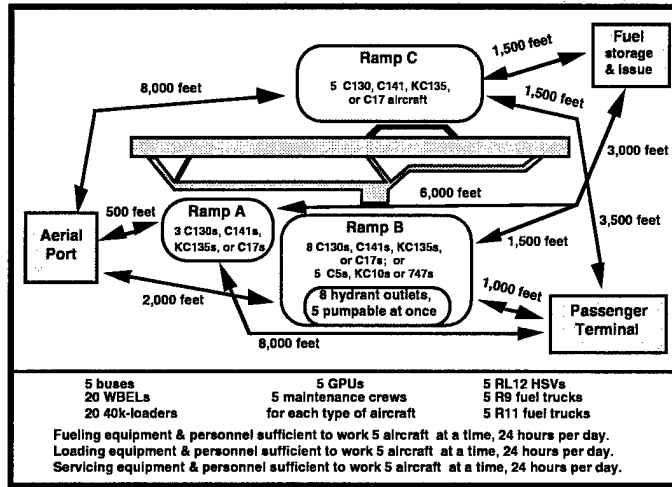 Ramp C
5 C130, C141, KC135,
or C17 aircraft
1,500 feet
Fuel
storage
& issue
8,000 feet
1,500 feet
3,000 feet
6,000 feet
500 feet
Ramp A
3 C130s, C141s,
KC135s, or C17s
Ramp B
8 C130s, C141s, KC135s,
or C17s; or
5 C5s, KC10s or 747s
8 hydrant outlets,
5 pumpable at once
3,500 feet
1,500 feet
Aerial
Port
2,000 feet
1,000 feet
Passenger
Terminal
8,000 feet
5 buses
20 WBELs
20 40k-loaders
5 GPUs
5 maintenance crews
for each type of aircraft
5 RL12 HSVs
5 R9 fuel trucks
5 R11 fuel trucks
Fueling equipment & personnel sufficient to work 5 aircraft at a time, 24 hours per day.
Loading equipment & personnel sufficient to work 5 aircraft at a time, 24 hours per day.
Servicing equipment & personnel sufficient to work 5 aircraft at a time, 24 hours per day.